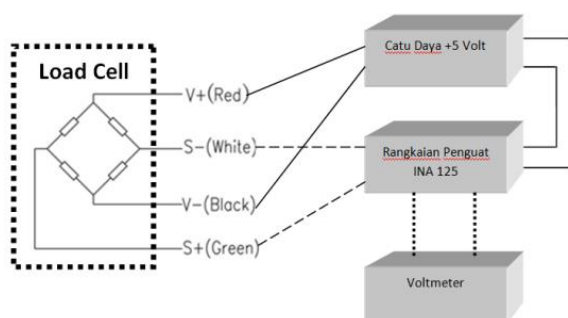 Load Cell
V+(Red)
S-(White)
V-(Black)
S+(Green)
Catu Daya +5 Volt
Rangkaian Penguat
INA 125
Voltmeter